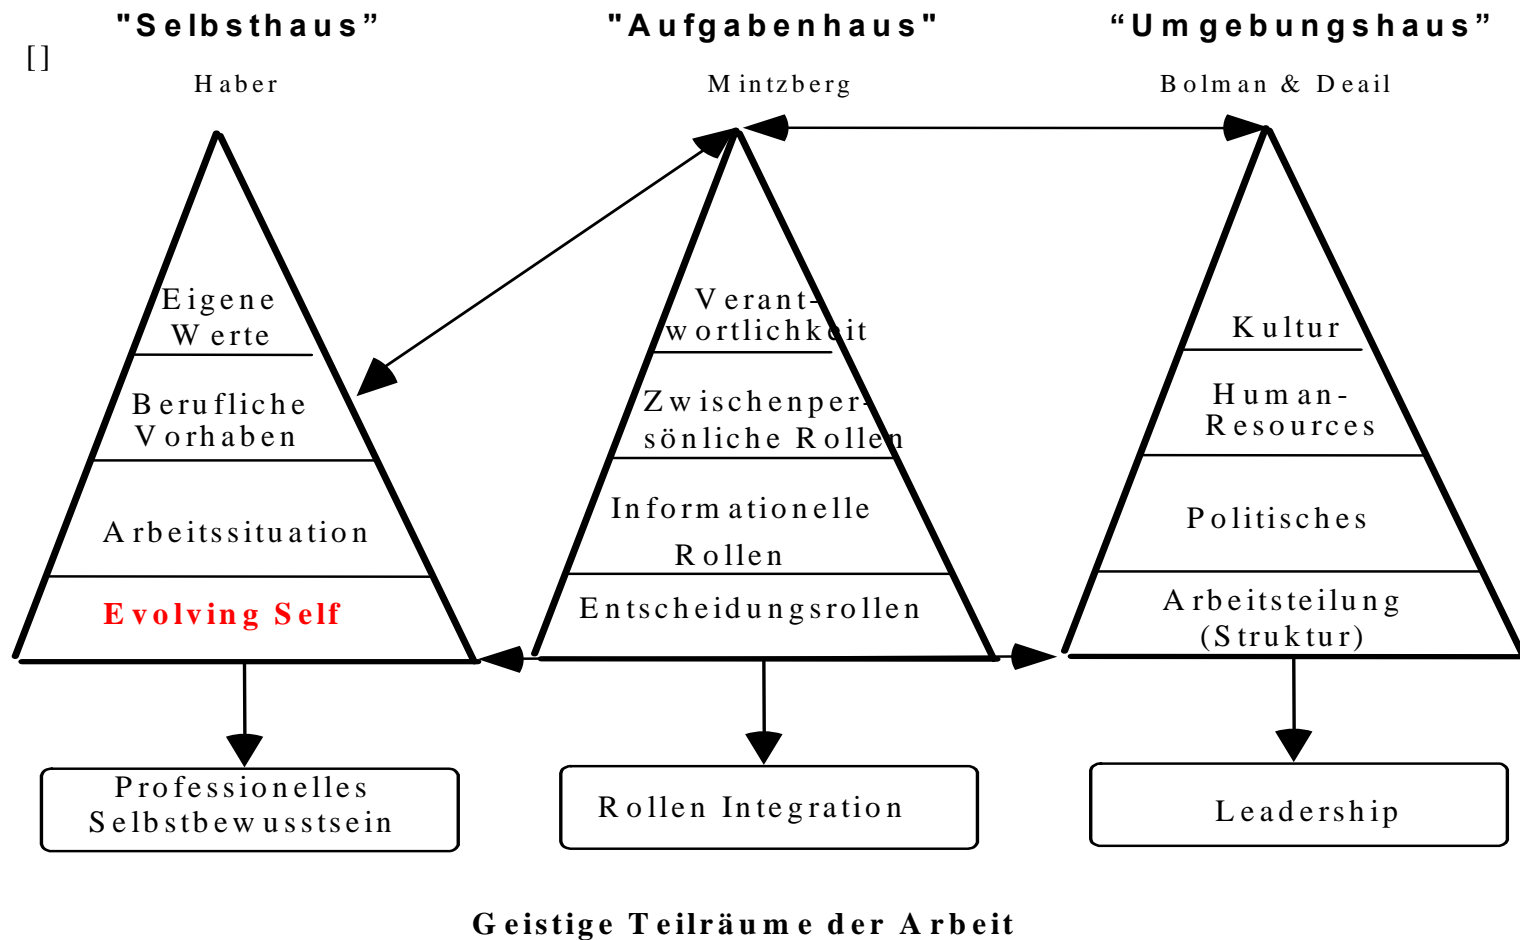 "Selbsthaus”
"Aufgabenhaus"
“Umgebungshaus”
[]
Haber
Mintzberg
Bolman & Deail
Eigene
Werte
Berufliche
Vorhaben
Arbeitssituation
Evolving Self
Verant-
wortlichkeit
Zwischenper-
sönliche Rollen
Informationelle
Rollen
Entscheidungsrollen
Kultur
Human-
Resources
Politisches
Arbeitsteilung
(Struktur)
Professionelles
Selbstbewusstsein
Rollen Integration
Leadership
Geistige Teilräume der Arbeit